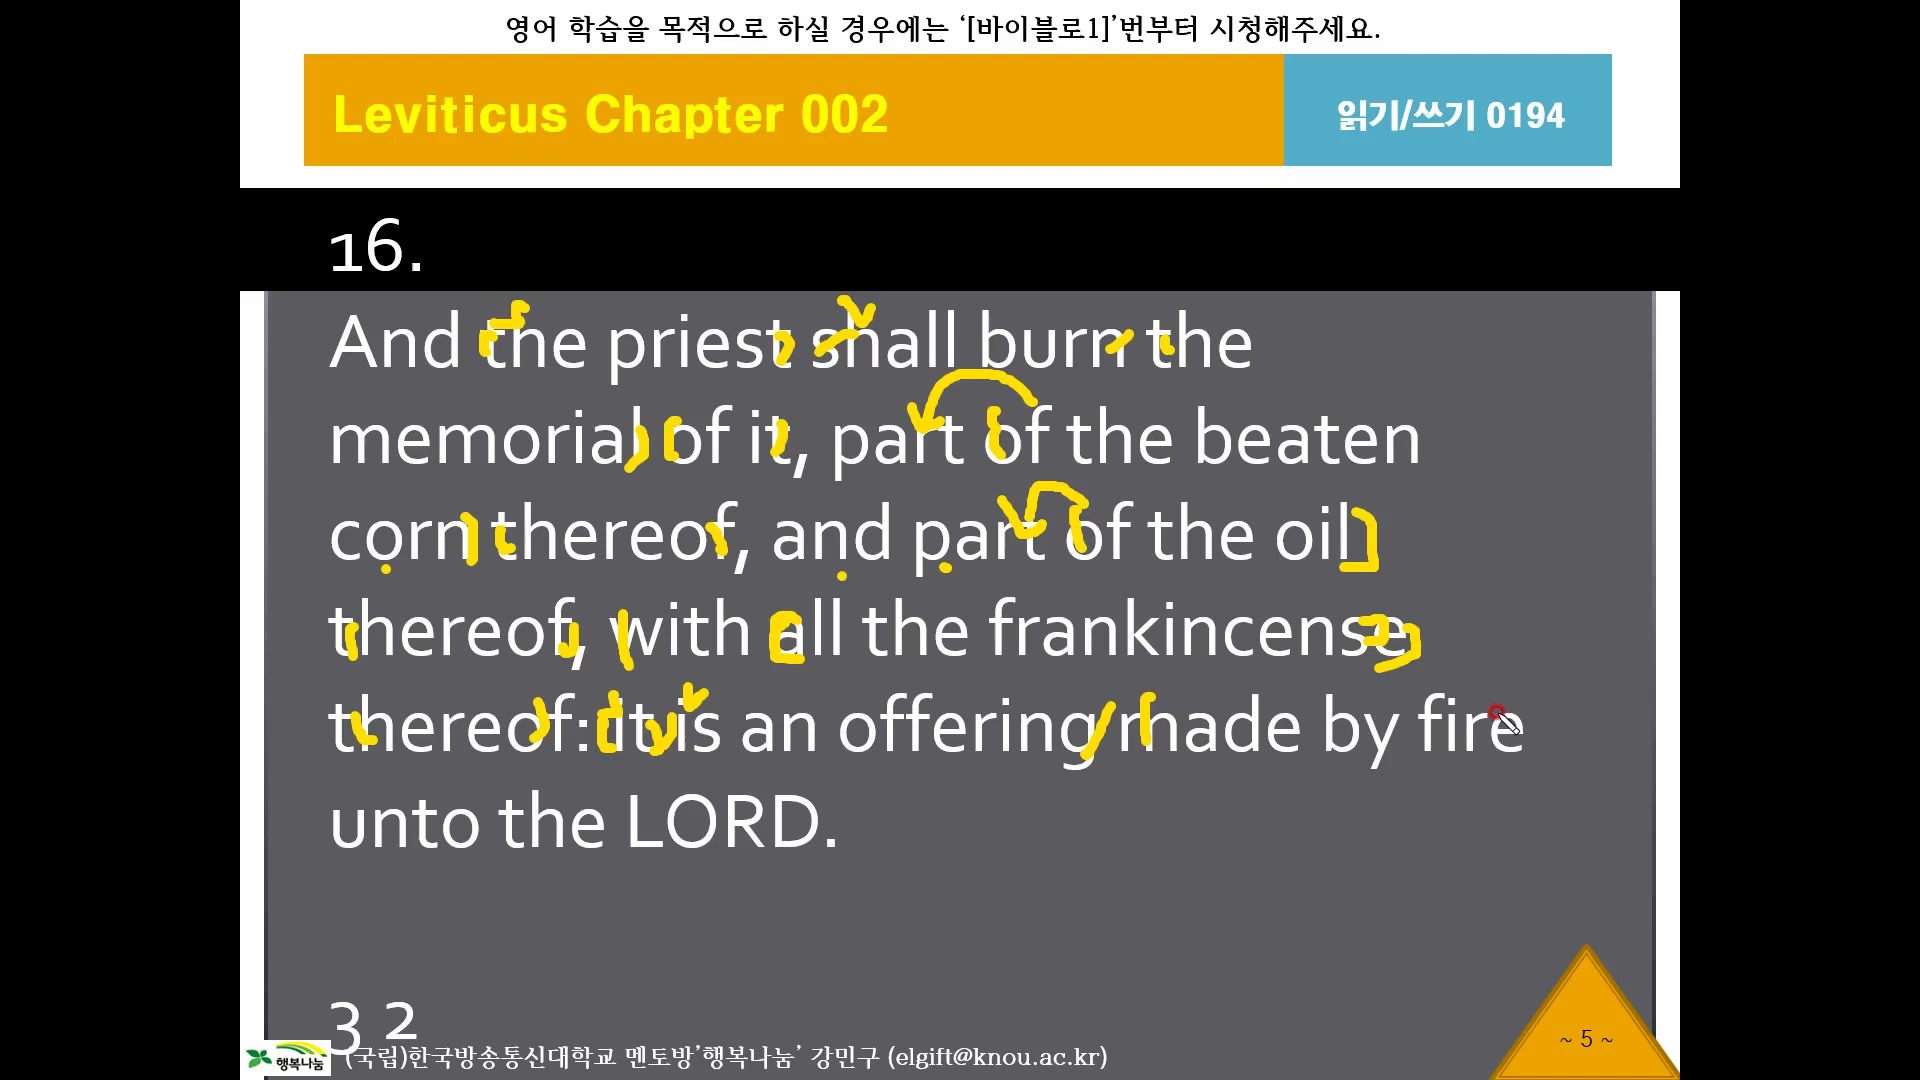 영어 학습을 목적으로 하실 경우에는 ‘[바이블로1]’번부터 시청해주세요.
Leviticus Chapter 002
읽기/쓰기 0194
16.
And the priest shall burn the
memorial of it, part of the beaten
corn thereof, and part of the oil
thereof, with all the frankincense
thereof: it is an offering made by fire
unto the LORD.
3 2
행복나눔
(국립)한국방송통신대학교 멘토방’행복나눔’ 강민구 (elgift@knou.ac.kr)
~ 5 ~